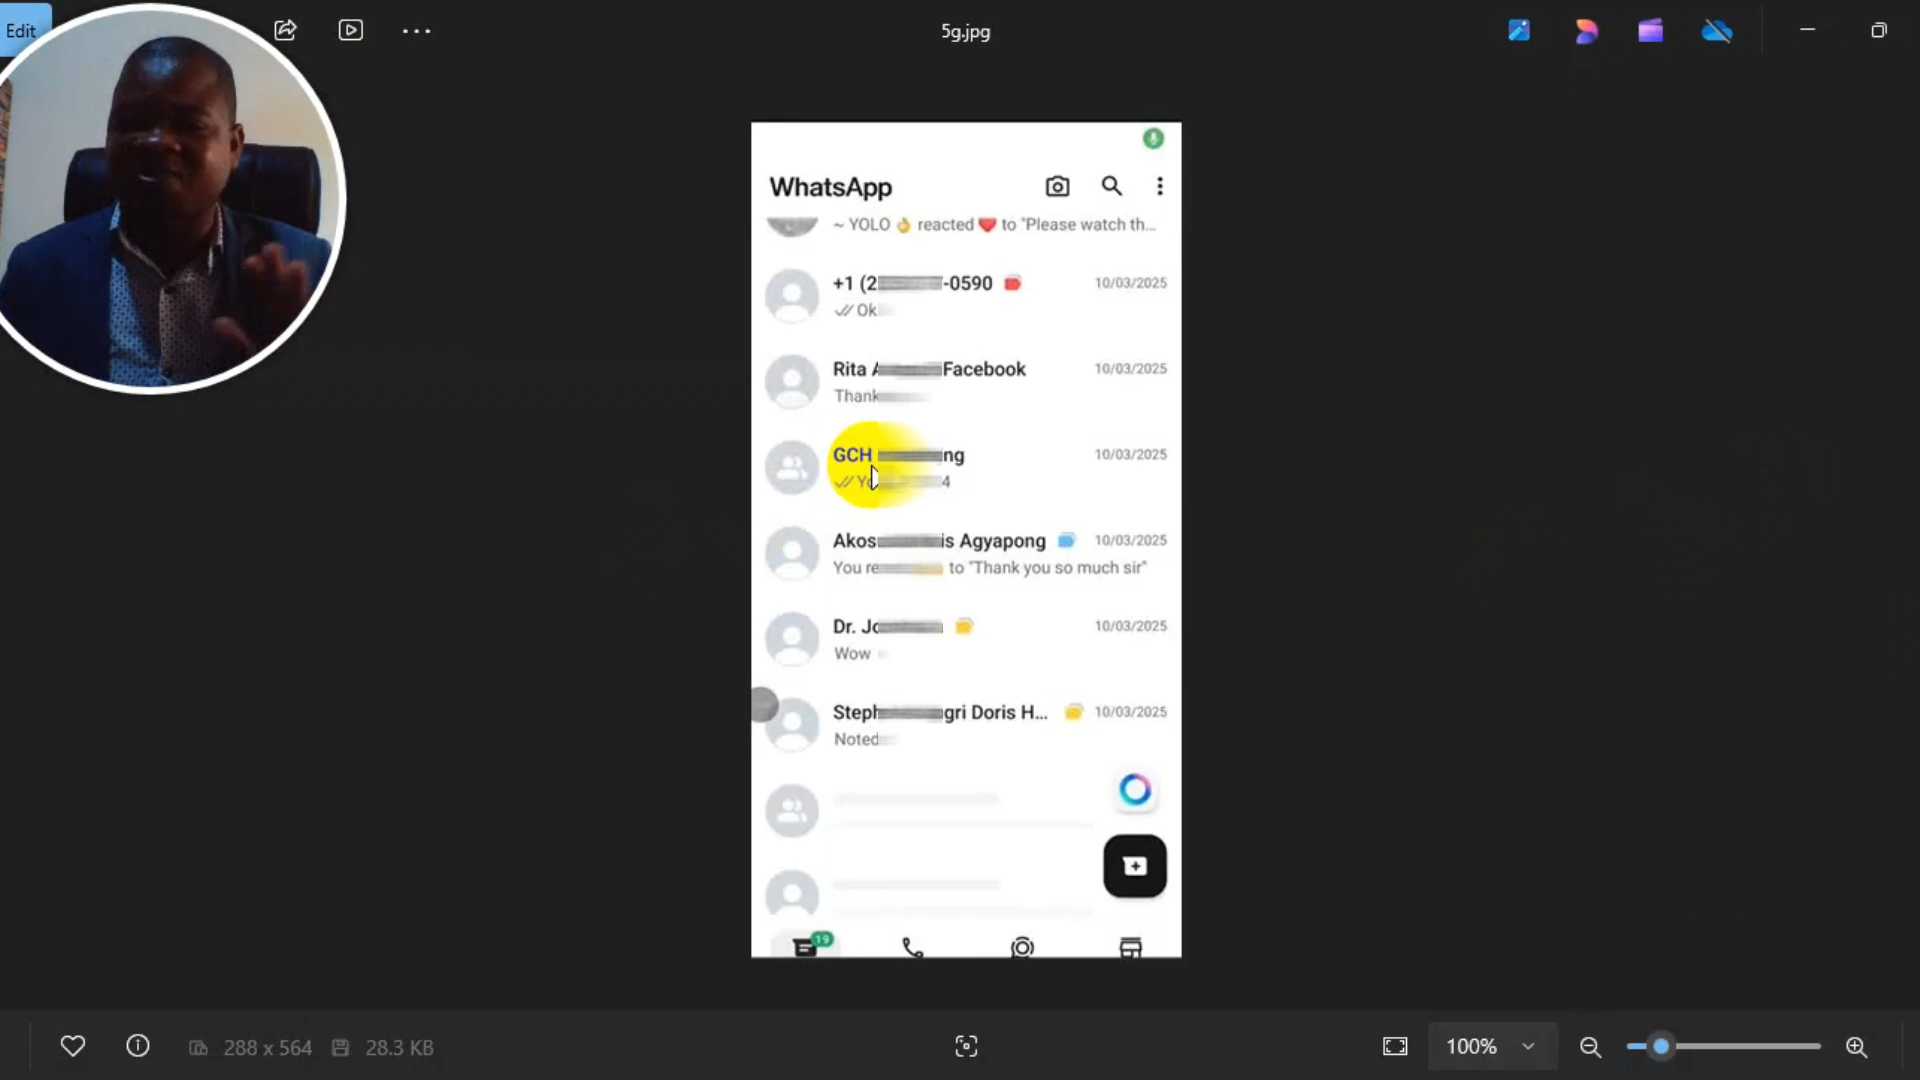 Edit
5g.jpg
WhatsApp
~ YOLO 👌 reacted ❤️ to "Please watch th...
+1 (2 -0590 10/03/2025
Ok
Rita Facebook 10/03/2025
Thank
GCH ng 10/03/2025
4
Akos is Agyapong 10/03/2025
You re to "Thank you so much sir"
Dr. Jo 10/03/2025
Wow
Steph gri Doris H... 10/03/2025
Noted
19
288 x 564 28.3 KB
100%